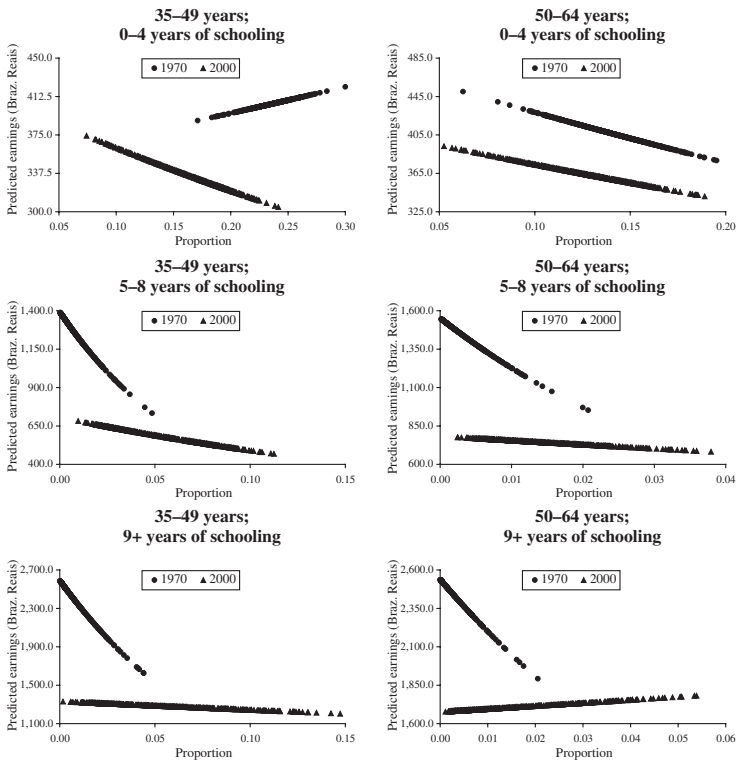 35–49 years;
0–4 years of schooling
Predicted earnings (Braz. Reais)
450.0
412.5
375.0
337.5
300.0
1970 2000
0.05 0.10 0.15 0.20 0.25 0.30
Proportion
50–64 years;
0–4 years of schooling
Predicted earnings (Braz. Reais)
485.0
445.0
405.0
365.0
325.0
1970 2000
0.05 0.10 0.15 0.20
Proportion
35–49 years;
5–8 years of schooling
Predicted earnings (Braz. Reais)
1,400.0
1,150.0
900.0
650.0
400.0
1970 2000
0.00 0.05 0.10 0.15
Proportion
50–64 years;
5–8 years of schooling
Predicted earnings (Braz. Reais)
1,600.0
1,350.0
1,100.0
850.0
600.0
1970 2000
0.00 0.01 0.02 0.03 0.04
Proportion
35–49 years;
9+ years of schooling
Predicted earnings (Braz. Reais)
2,700.0
2,300.0
1,900.0
1,500.0
1,100.0
1970 2000
0.00 0.05 0.10 0.15
Proportion
50–64 years;
9+ years of schooling
Predicted earnings (Braz. Reais)
2,600.0
2,350.0
2,100.0
1,850.0
1,600.0
1970 2000
0.00 0.01 0.02 0.03 0.04 0.05 0.06
Proportion